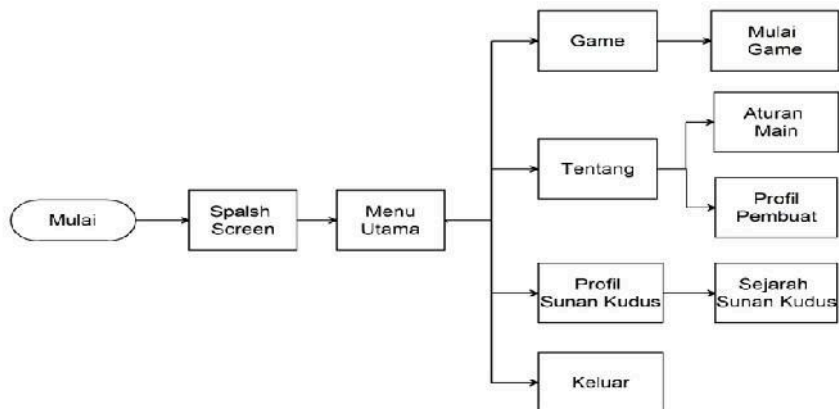 Mulai
Spalsh
Screen
Menu
Utama
Game
Mulai
Game
Tentang
Aturan
Main
Profil
Pembuat
Profil
Sunan Kudus
Sejarah
Sunan Kudus
Keluar